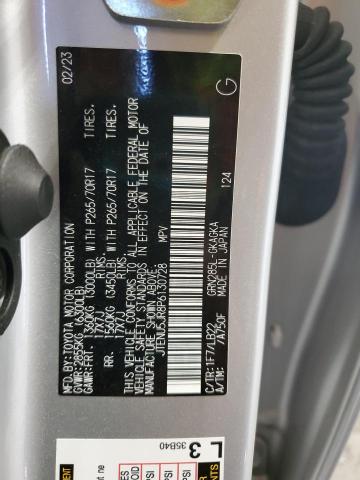 02/23
MFD.BY:TOYOTA MOTOR CORPORATION
GVWR:2855KG (6300LB)
GAWR:FRT. 1360KG (3000LB) WITH P265/70R17 TIRES.
17X7J RIMS.
RR. 1560KG (3450LB) WITH P265/70R17 TIRES.
17X7J RIMS.
THIS VEHICLE CONFORMS TO ALL APPLICABLE FEDERAL MOTOR
VEHICLE SAFETY STANDARDS IN EFFECT ON THE DATE OF
MANUFACTURE SHOWN ABOVE.
JTENU5JR8P6130728 MPV
C/TR:1F7/LB22 GRN285L-GKAGKA
A/TM: /A750F MADE IN JAPAN
124
G
L 3
35B40